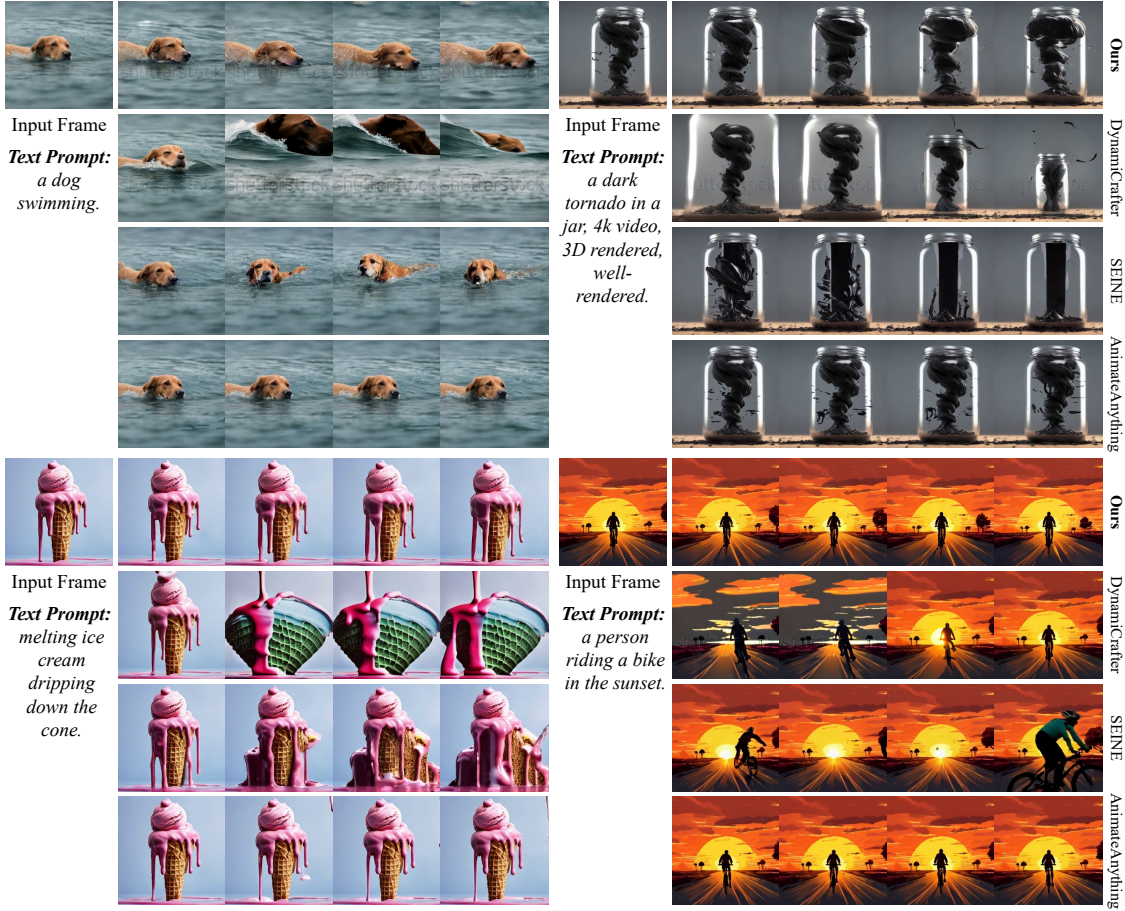 Input Frame
Text Prompt:
a dog
swimming.
Input Frame
Text Prompt:
a dark
tornado in a
jar, 4k video,
3D rendered,
well-
rendered.
Ours
DynamiCrafter
SEINE
AnimateAnything
Input Frame
Text Prompt:
melting ice
cream
dripping
down the
cone.
Input Frame
Text Prompt:
a person
riding a bike
in the sunset.
Ours
DynamiCrafter
SEINE
AnimateAnything